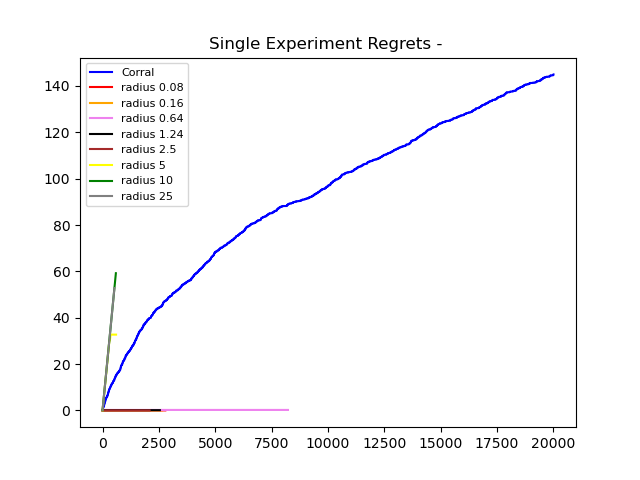 Single Experiment Regrets -
140
120
100
80
60
40
20
0
Corral
radius 0.08
radius 0.16
radius 0.64
radius 1.24
radius 2.5
radius 5
radius 10
radius 25
0 2500 5000 7500 10000 12500 15000 17500 20000